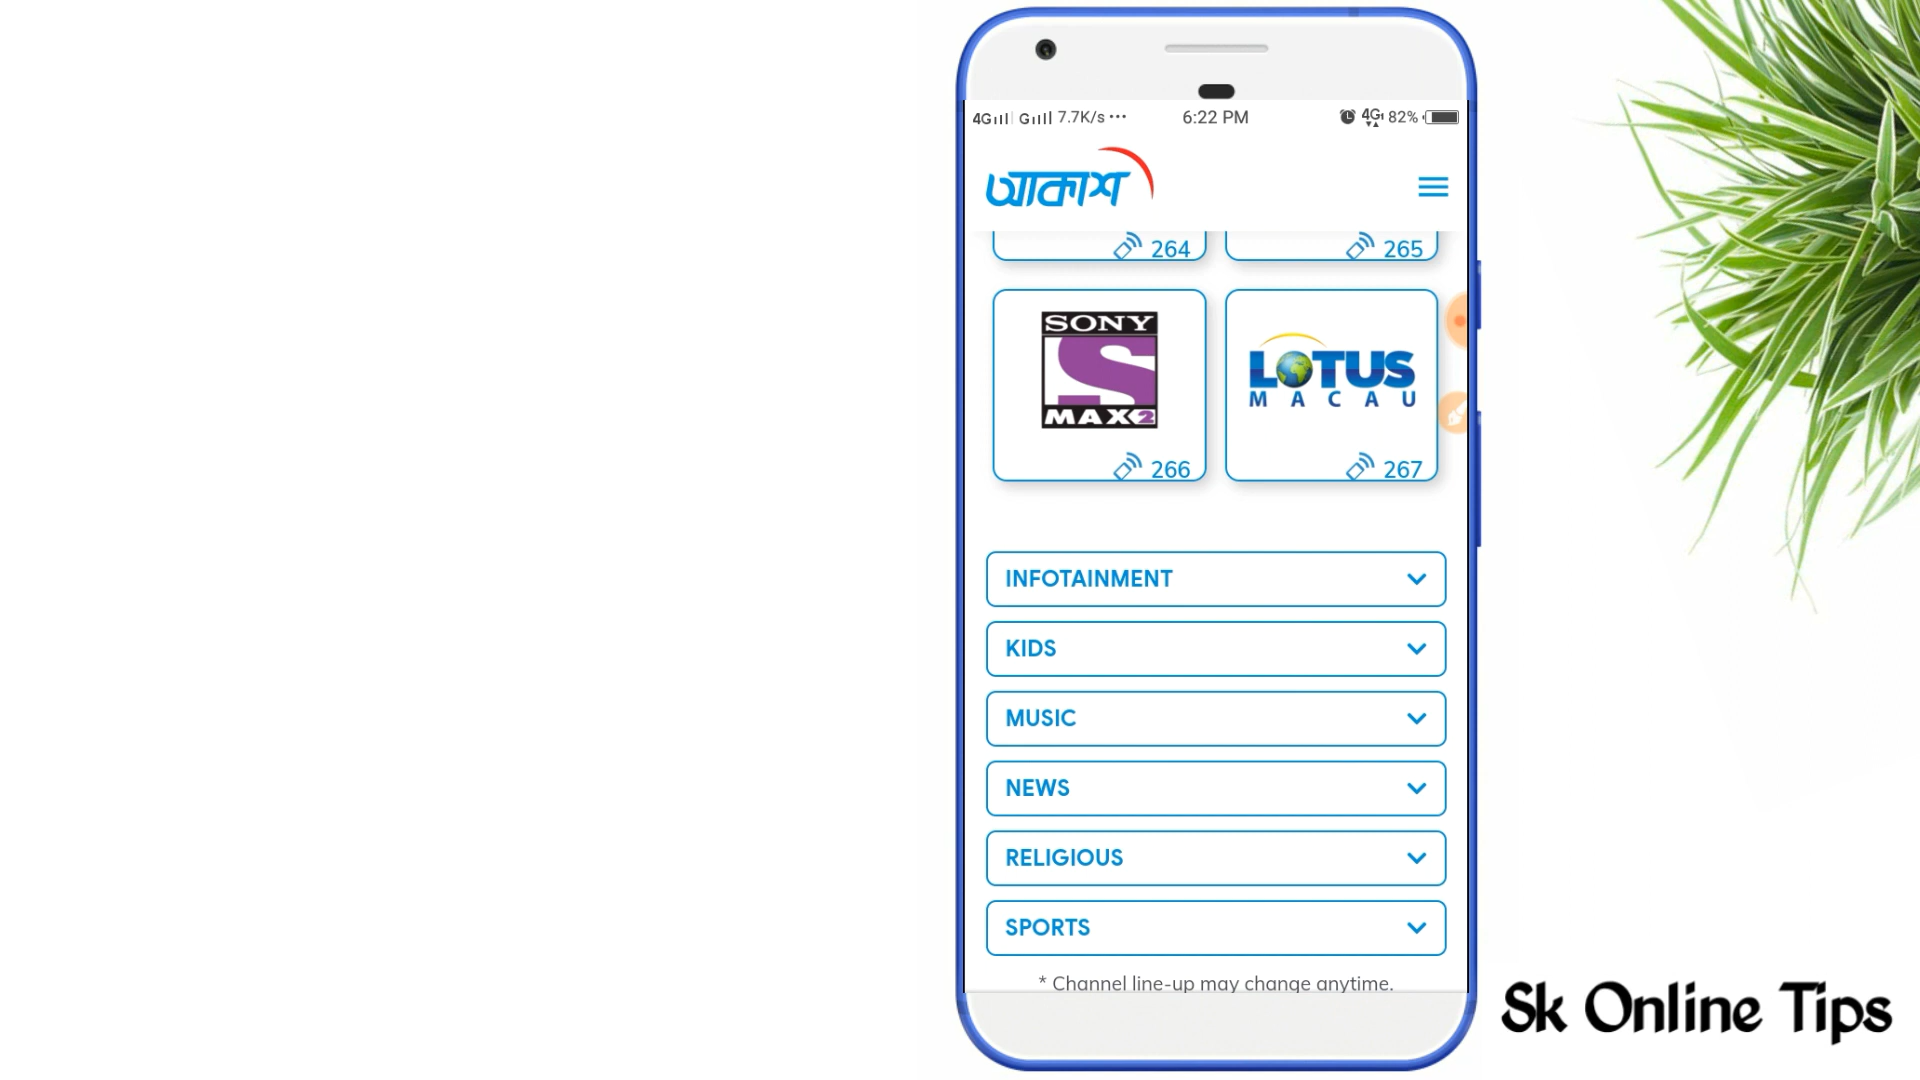 4G G 7.7K/s ··· 6:22 PM 4G 82%
আকাশ
264 265
SONY
MAX2
LOTUS
MACAU
266 267
INFOTAINMENT
KIDS
MUSIC
NEWS
RELIGIOUS
SPORTS
* Channel line-up may change anytime.
Sk Online Tips